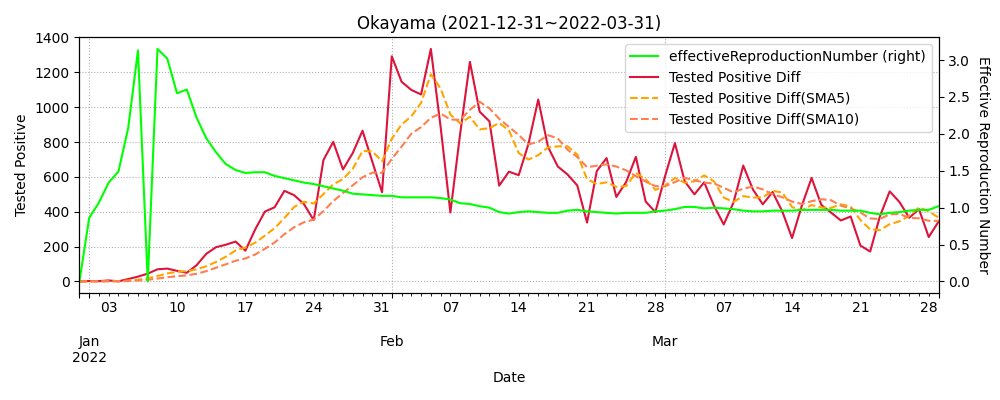 Okayama (2021-12-31~2022-03-31)
effectiveReproductionNumber (right)
Tested Positive Diff
Tested Positive Diff(SMA5)
Tested Positive Diff(SMA10)
Tested Positive
1400
1200
1000
800
600
400
200
0
Effective Reproduction Number
3.0
2.5
2.0
1.5
1.0
0.5
0.0
03 10 17 24 31 07 14 21 28 07 14 21 28
Jan Feb Mar
2022
Date